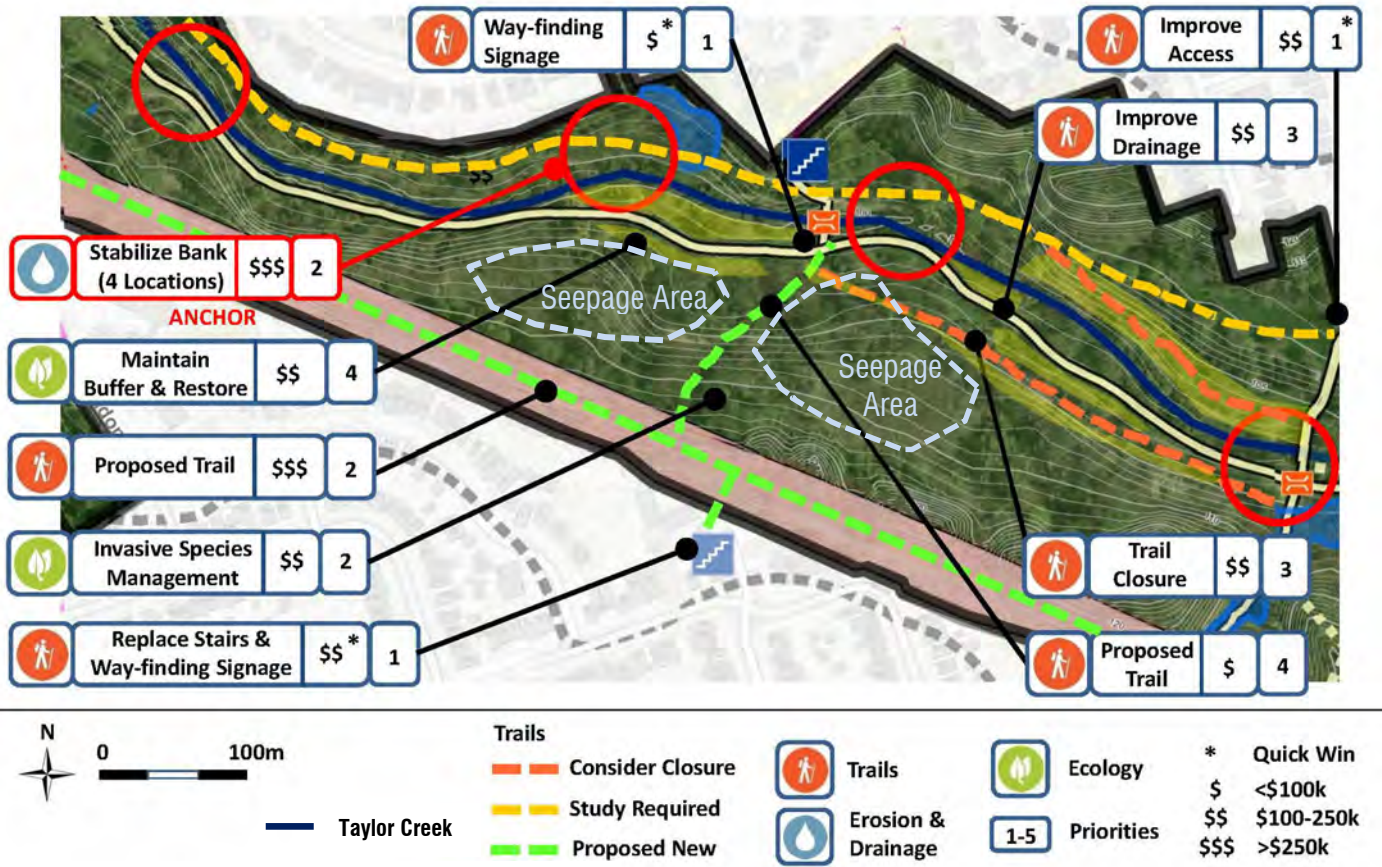 Way-finding
Signage
$ *
1
Improve
Access
$$
1 *
Improve
Drainage
$$
3
$$
Stabilize Bank
(4 Locations)
$$$
2
ANCHOR
Seepage Area
Seepage
Area
Maintain
Buffer & Restore
$$
4
Proposed Trail
$$$
2
Invasive Species
Management
$$
2
Trail
Closure
$$
3
Replace Stairs &
Way-finding Signage
$$ *
1
Proposed
Trail
$
4
N
0 100m
Taylor Creek
Trails
Consider Closure
Study Required
Proposed New
Trails
Erosion &
Drainage
Ecology
1-5
Priorities
* Quick Win
$ <$100k
$$ $100-250k
$$$ >$250k